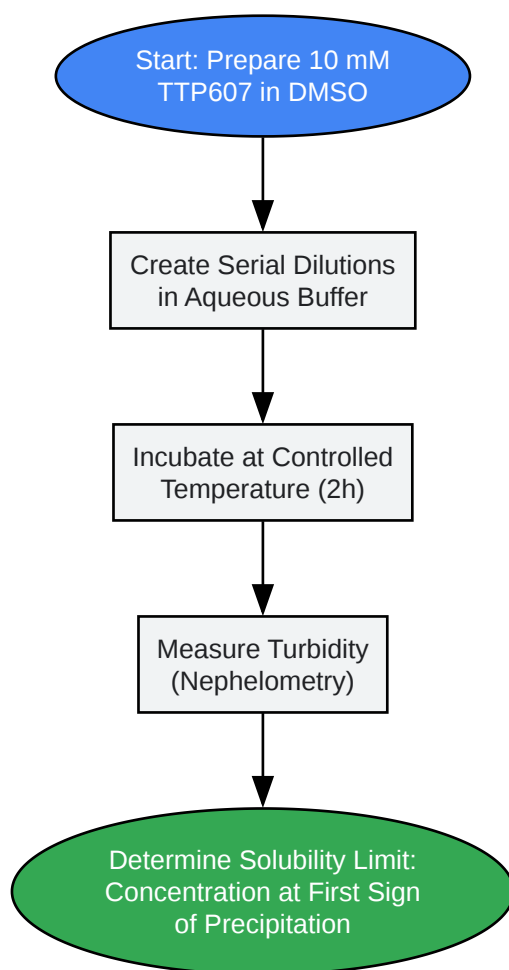 Start: Prepare 10 mM
TTP607 in DMSO
Create Serial Dilutions
in Aqueous Buffer
Incubate at Controlled
Temperature (2h)
Measure Turbidity
(Nephelometry)
Determine Solubility Limit:
Concentration at First Sign
of Precipitation